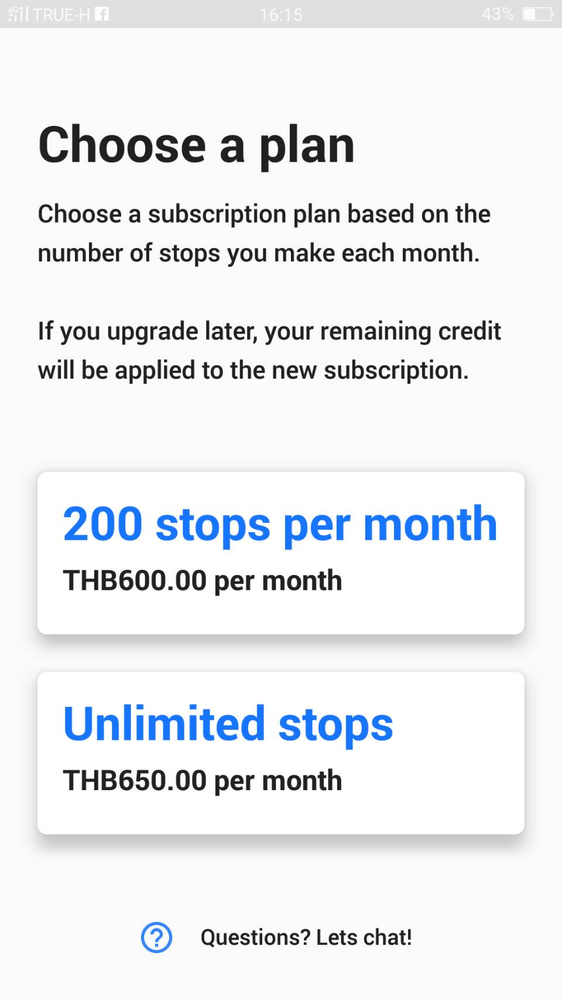 4G+ TRUE-H 16:15 43%
Choose a plan
Choose a subscription plan based on the
number of stops you make each month.
If you upgrade later, your remaining credit
will be applied to the new subscription.
200 stops per month
THB600.00 per month
Unlimited stops
THB650.00 per month
Questions? Lets chat!